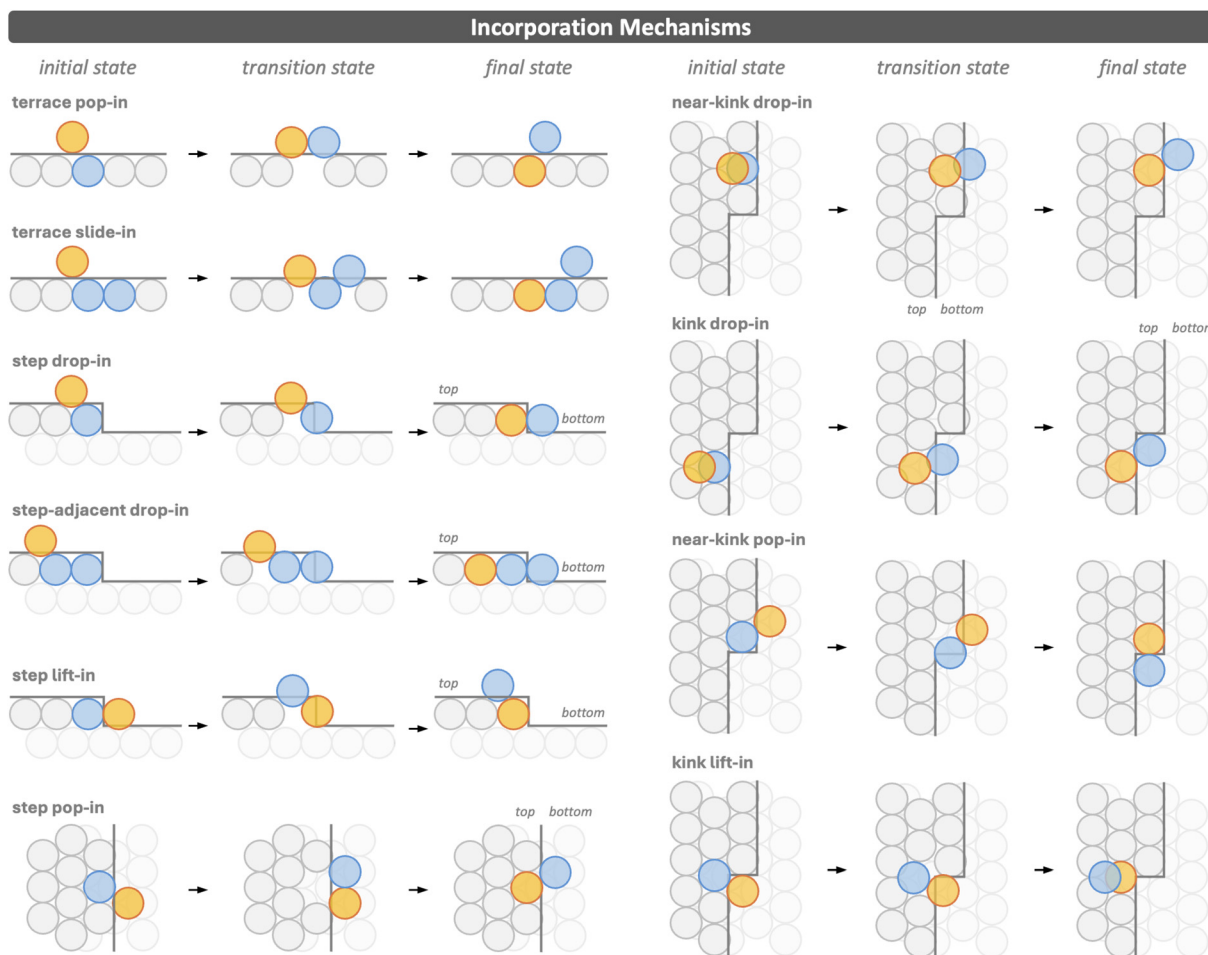 Incorporation Mechanisms
initial state
transition state
final state
terrace pop-in
terrace slide-in
step drop-in
top
bottom
step-adjacent drop-in
top
bottom
step lift-in
top
bottom
step pop-in
top bottom
initial state
transition state
final state
near-kink drop-in
top bottom
kink drop-in
top bottom
near-kink pop-in
kink lift-in